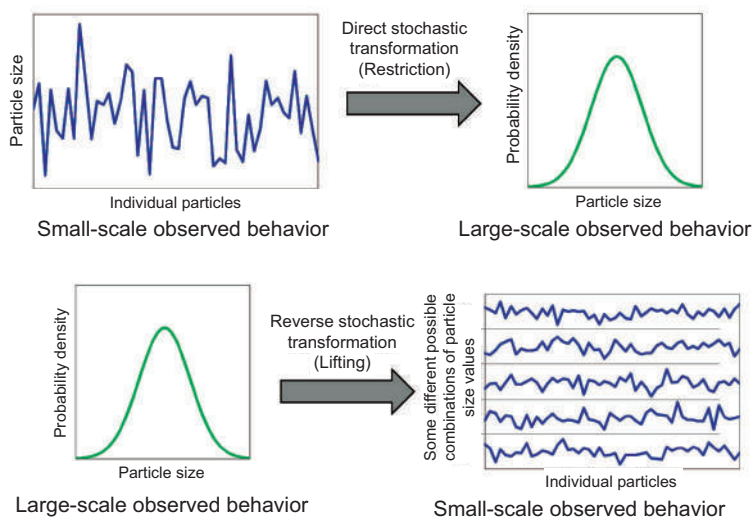 Particle size
Individual particles
Small-scale observed behavior
Direct stochastic
transformation
(Restriction)
Probability density
Particle size
Large-scale observed behavior
Probability density
Particle size
Large-scale observed behavior
Reverse stochastic
transformation
(Lifting)
Some different possible
combinations of particle
size values
Individual particles
Small-scale observed behavior